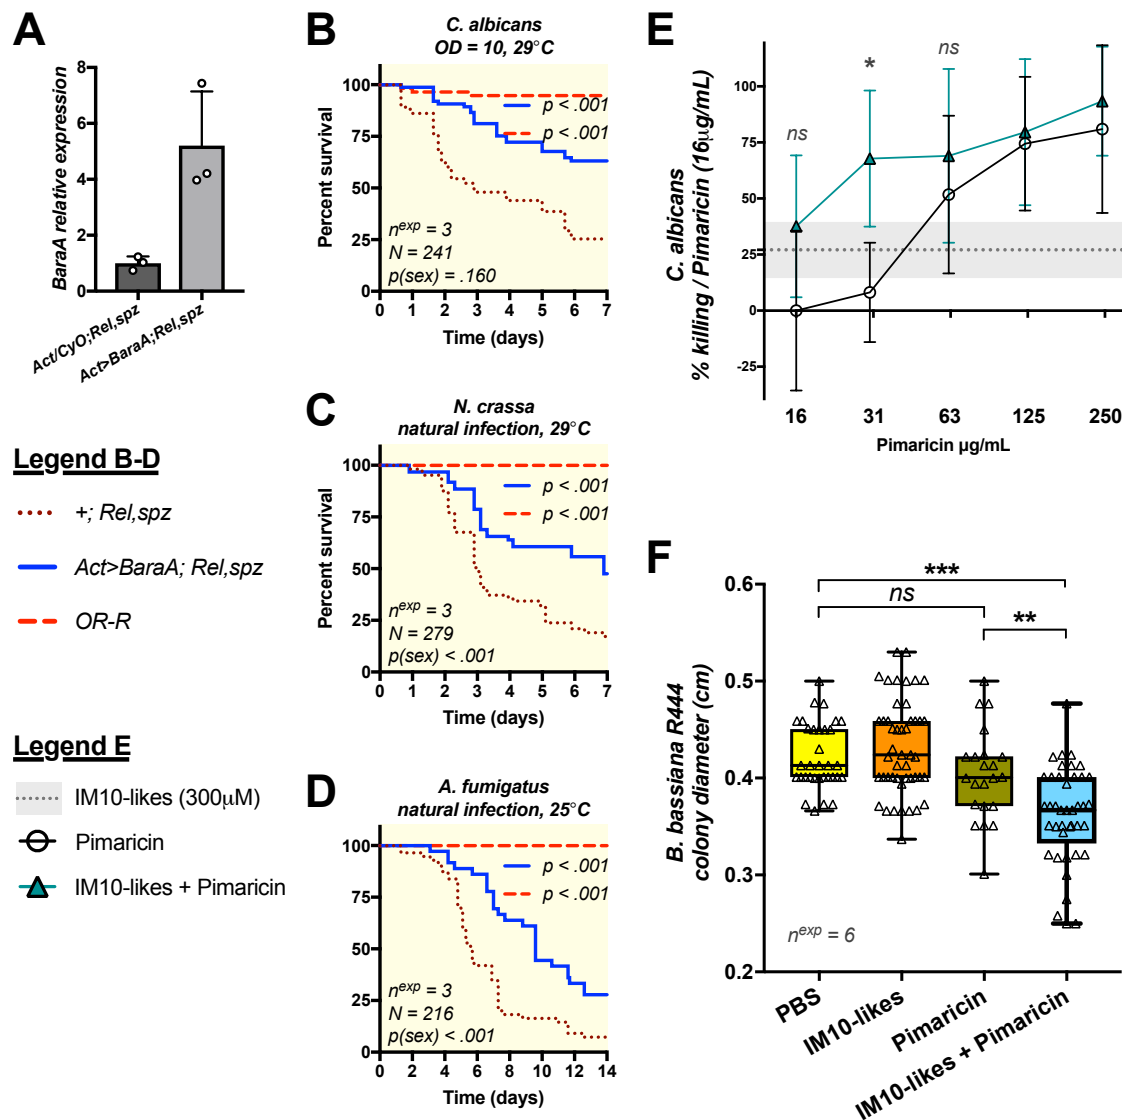 A
BaraA relative expression
8
6
4
2
0
Act/CyO;Rel,spz
Act>BaraA;Rel,spz
Legend B-D
+; Rel,spz
Act>BaraA; Rel,spz
OR-R
Legend E
IM10-likes (300µM)
Pimaricin
IM10-likes + Pimaricin
B
C. albicans
OD = 10, 29°C
Percent survival
100
75
50
25
0
p < .001
p < .001
n^exp = 3
N = 241
p(sex) = .160
0 1 2 3 4 5 6 7
Time (days)
C
N. crassa
natural infection, 29°C
Percent survival
100
75
50
25
0
p < .001
p < .001
n^exp = 3
N = 279
p(sex) < .001
0 1 2 3 4 5 6 7
Time (days)
D
A. fumigatus
natural infection, 25°C
100
75
50
25
0
p < .001
p < .001
n^exp = 3
N = 216
p(sex) < .001
0 2 4 6 8 10 12 14
Time (days)
E
C. albicans
% killing / Pimaricin (16µg/mL)
100
75
50
25
0
-25
ns
*
ns
16 31 63 125 250
Pimaricin µg/mL
F
B. bassiana R444
colony diameter (cm)
0.6
0.5
0.4
0.3
0.2
***
ns
**
n^exp = 6
PBS
IM10-likes
Pimaricin
IM10-likes + Pimaricin